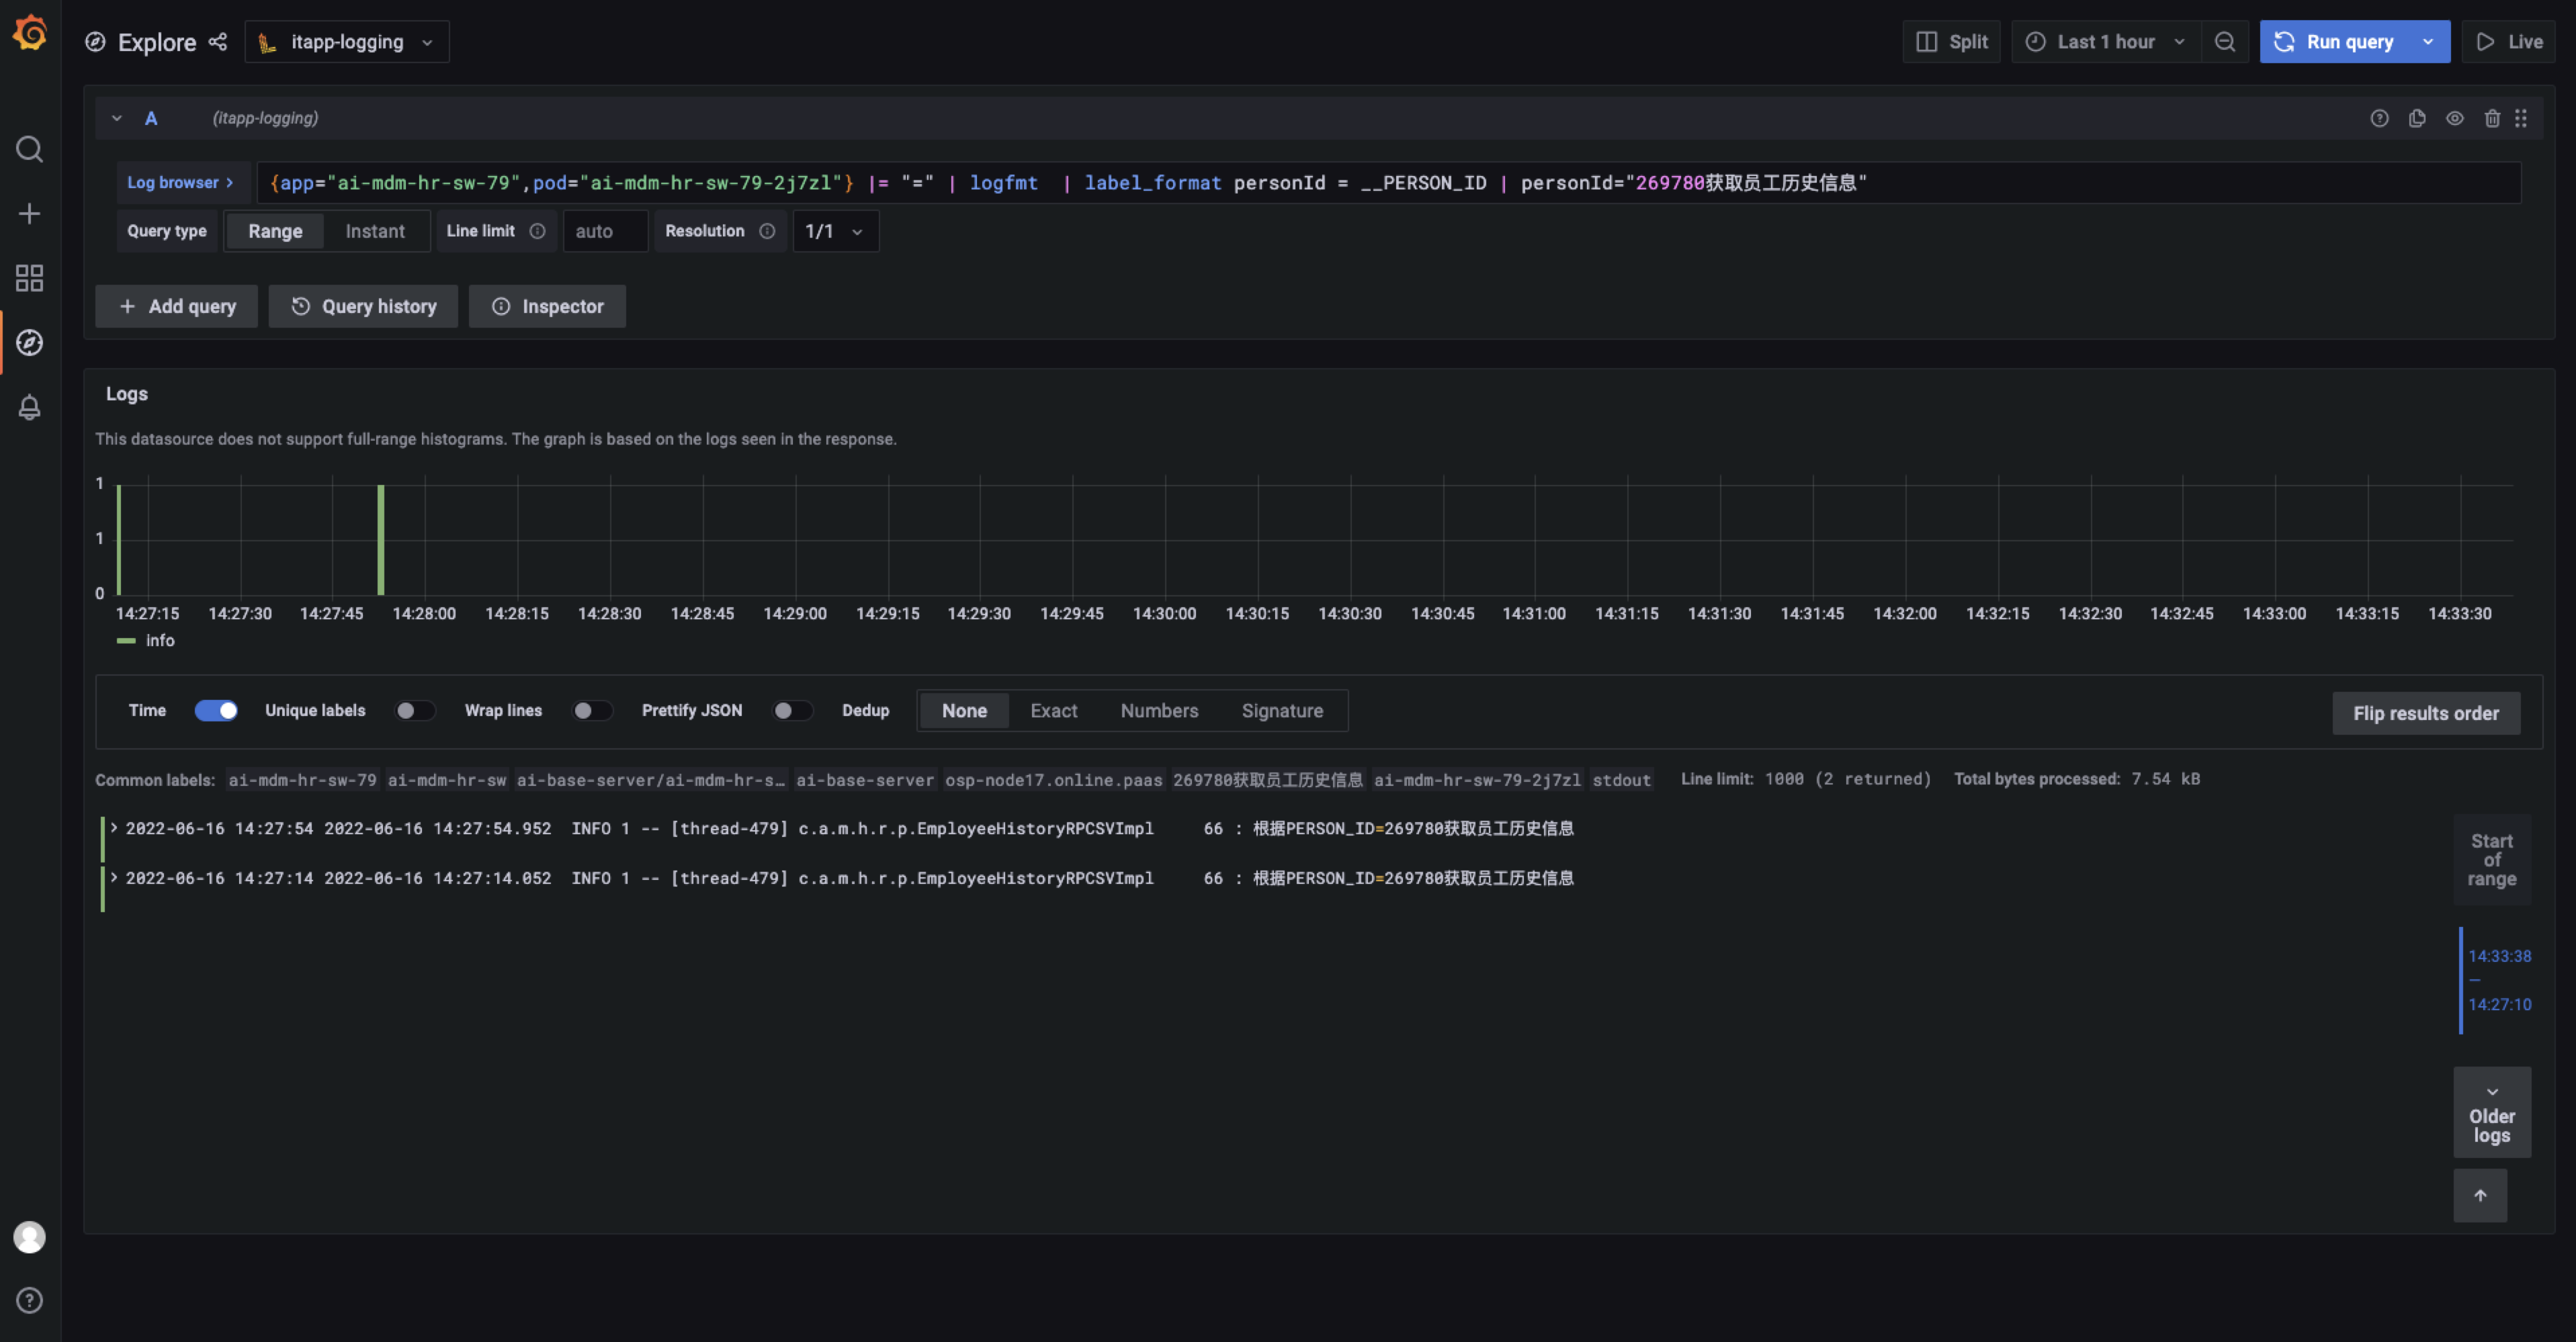 Explore
itapp-logging
Split
Last 1 hour
Run query
Live
A
(itapp-logging)
Log browser
{app="ai-mdm-hr-sw-79",pod="ai-mdm-hr-sw-79-2j7zl"} |= "=" | logfmt | label_format personId = __PERSON_ID | personId="269780获取员工历史信息"
Query type
Range
Instant
Line limit
auto
Resolution
1/1
Add query
Query history
Inspector
Logs
This datasource does not support full-range histograms. The graph is based on the logs seen in the response.
1
1
0
14:27:15 14:27:30 14:27:45 14:28:00 14:28:15 14:28:30 14:28:45 14:29:00 14:29:15 14:29:30 14:29:45 14:30:00 14:30:15 14:30:30 14:30:45 14:31:00 14:31:15 14:31:30 14:31:45 14:32:00 14:32:15 14:32:30 14:32:45 14:33:00 14:33:15 14:33:30
info
Time
Unique labels
Wrap lines
Prettify JSON
Dedup
None
Exact
Numbers
Signature
Flip results order
Common labels: ai-mdm-hr-sw-79 ai-mdm-hr-sw ai-base-server/ai-mdm-hr-s… ai-base-server osp-node17.online.paas 269780获取员工历史信息 ai-mdm-hr-sw-79-2j7zl stdout Line limit: 1000 (2 returned) Total bytes processed: 7.54 kB
2022-06-16 14:27:54 2022-06-16 14:27:54.952 INFO 1 -- [thread-479] c.a.m.h.r.p.EmployeeHistoryRPCSVImpl 66 : 根据PERSON_ID=269780获取员工历史信息
2022-06-16 14:27:14 2022-06-16 14:27:14.052 INFO 1 -- [thread-479] c.a.m.h.r.p.EmployeeHistoryRPCSVImpl 66 : 根据PERSON_ID=269780获取员工历史信息
Start
of
range
14:33:38
—
14:27:10
Older
logs